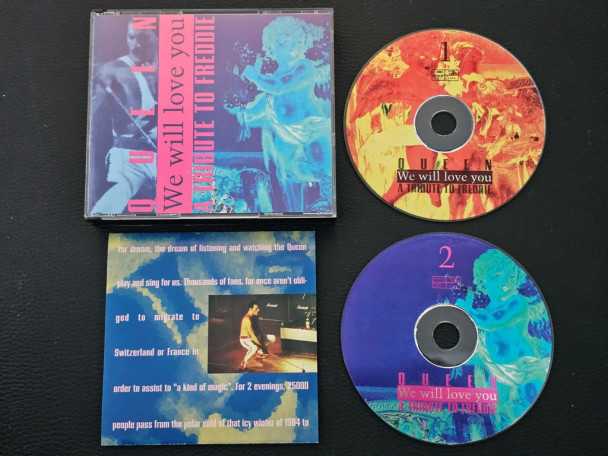 QUEEN
We will love you
A TRIBUTE TO FREDDIE
1
QUEEN
We will love you
A TRIBUTE TO FREDDIE
for dream, the dream of listening and watching the Queen
play and sing for us. Thousands of fans, for once aren't obli-
ged to migrate to
Switzerland or France in
order to assist to "a kind of magic". For 2 evenings, 25000
people pass from the polar cold of that icy winter of 1984 to
2
QUEEN
We will love you
A TRIBUTE TO FREDDIE